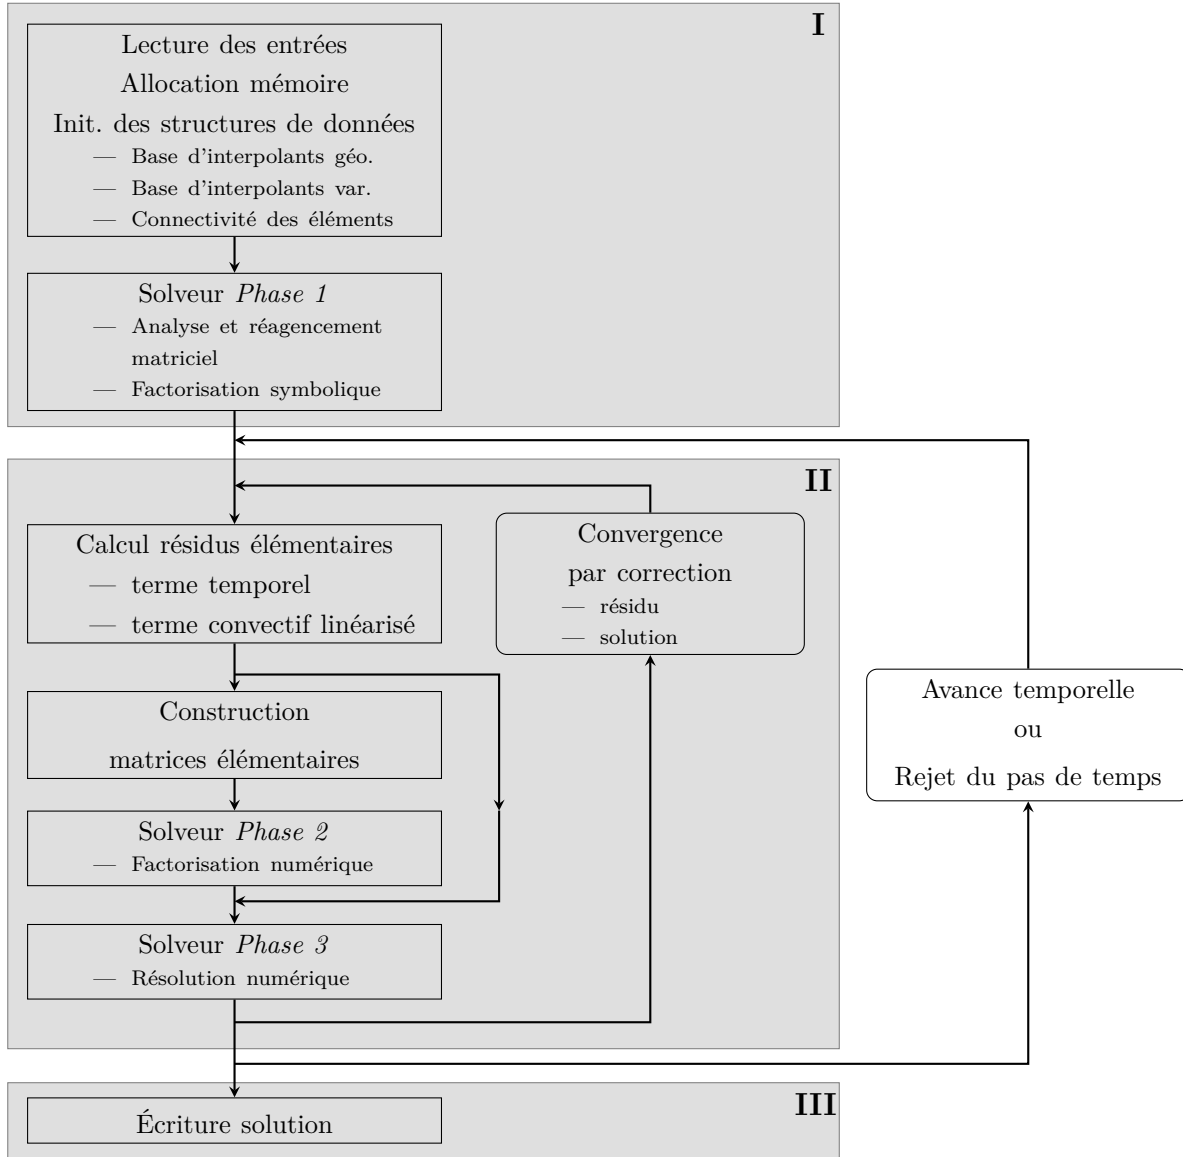 I
Lecture des entrées
Allocation mémoire
Init. des structures de données
— Base d'interpolants géo.
— Base d'interpolants var.
— Connectivité des éléments
Solveur Phase 1
— Analyse et réagencement
matriciel
— Factorisation symbolique
II
Calcul résidus élémentaires
— terme temporel
— terme convectif linéarisé
Convergence
par correction
— résidu
— solution
Construction
matrices élémentaires
Solveur Phase 2
— Factorisation numérique
Solveur Phase 3
— Résolution numérique
Avance temporelle
ou
Rejet du pas de temps
III
Écriture solution